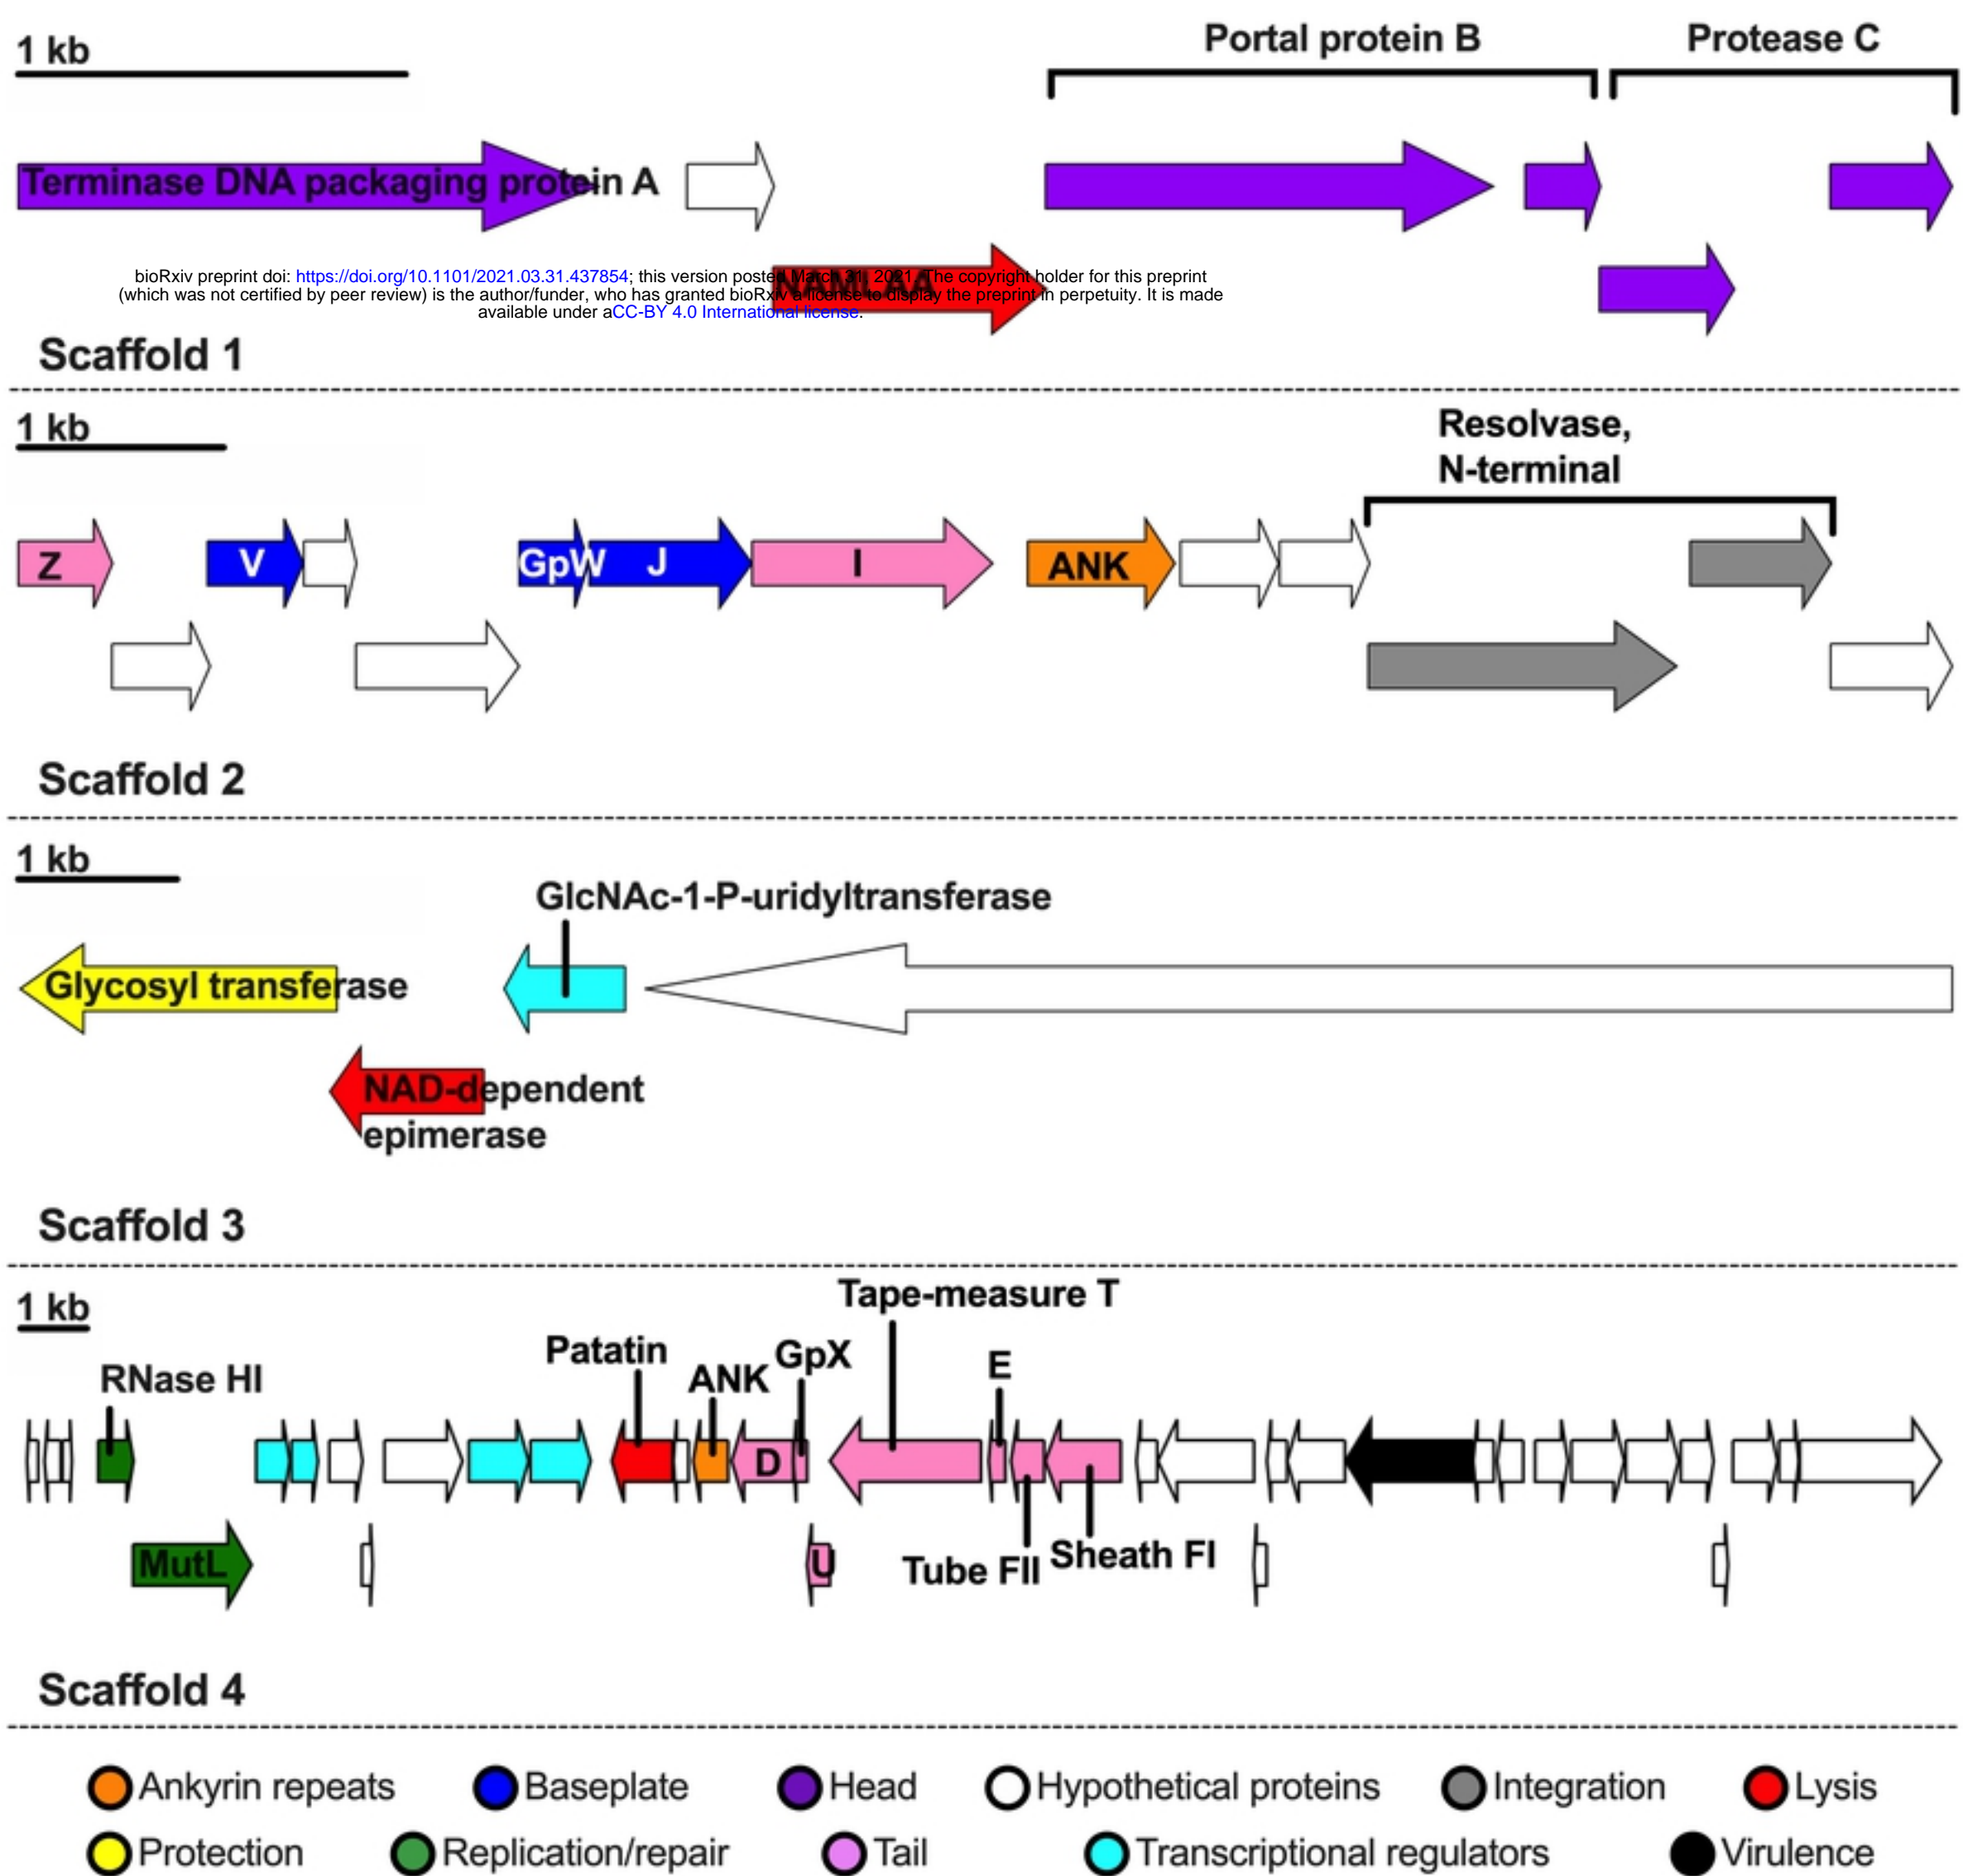 1 kb
Portal protein B
Protease C
Terminase DNA packaging protein A
NAMLAA
bioRxiv preprint doi: https://doi.org/10.1101/2021.03.31.437854; this version posted March 31, 2021. The copyright holder for this preprint
(which was not certified by peer review) is the author/funder, who has granted bioRxiv a license to display the preprint in perpetuity. It is made
available under aCC-BY 4.0 International license.
Scaffold 1
1 kb
Resolvase,
N-terminal
Z
V
GpW
J
I
ANK
Scaffold 2
1 kb
GlcNAc-1-P-uridyltransferase
Glycosyl transferase
NAD-dependent
epimerase
Scaffold 3
1 kb
Tape-measure T
RNase HI
Patatin
ANK
GpX
E
D
MutL
U
Tube FII
Sheath FI
Scaffold 4
Ankyrin repeats
Baseplate
Head
Hypothetical proteins
Integration
Lysis
Protection
Replication/repair
Tail
Transcriptional regulators
Virulence